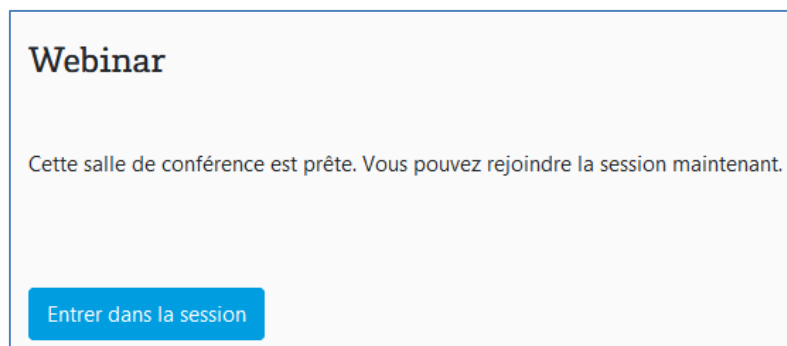 Webinar
Cette salle de conférence est prête. Vous pouvez rejoindre la session maintenant.
Entrer dans la session